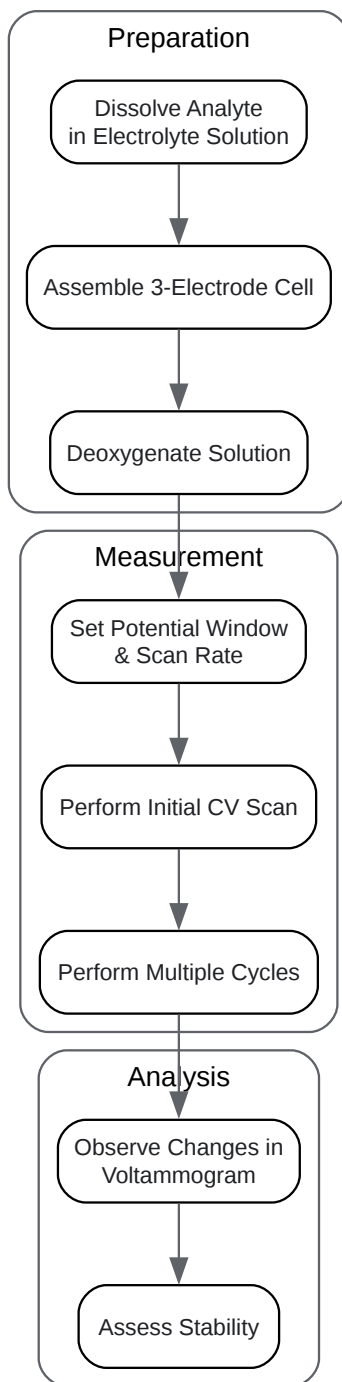 Preparation
Dissolve Analyte
in Electrolyte Solution
Assemble 3-Electrode Cell
Deoxygenate Solution
Measurement
Set Potential Window
& Scan Rate
Perform Initial CV Scan
Perform Multiple Cycles
Analysis
Observe Changes in
Voltammogram
Assess Stability